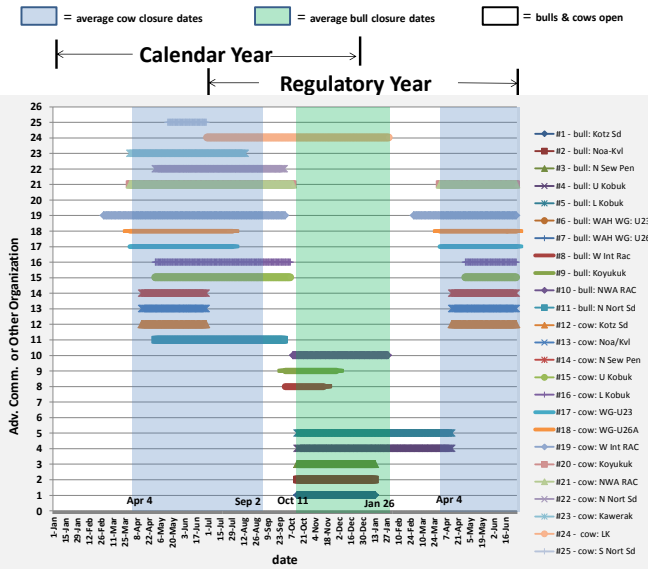 = average cow closure dates = average bull closure dates = bulls & cows open
Calendar Year
Regulatory Year
Adv. Comm. or Other Organization
26
25
24
23
22
21
20
19
18
17
16
15
14
13
12
11
10
9
8
7
6
5
4
3
2
1
Apr 4 Sep 2 Oct 11 Jan 26 Apr 4
1-Jan 15-Jan 29-Jan 12-Feb 26-Feb 11-Mar 25-Mar 8-Apr 22-Apr 6-May 20-May 3-Jun 17-Jun 1-Jul 15-Jul 29-Jul 12-Aug 26-Aug 9-Sep 23-Sep 7-Oct 21-Oct 4-Nov 18-Nov 2-Dec 16-Dec 30-Dec 13-Jan 27-Jan 10-Feb 24-Feb 10-Mar 24-Mar 7-Apr 21-Apr 5-May 19-May 2-Jun 16-Jun
date
#1 - bull: Kotz Sd
#2 - bull: Noa-Kvl
#3 - bull: N Sew Pen
#4 - bull: U Kobuk
#5 - bull: L Kobuk
#6 - bull: WAH WG: U23
#7 - bull: WAH WG: U26
#8 - bull: W Int Rac
#9 - bull: Koyukuk
#10 - bull: NWA RAC
#11 - bull: N Nort Sd
#12 - cow: Kotz Sd
#13 - cow: Noa/Kvl
#14 - cow: N Sew Pen
#15 - cow: U Kobuk
#16 - cow: L Kobuk
#17 - cow: WG-U23
#18 - cow: WG-U26A
#19 - cow: W Int RAC
#20 - cow: Koyukuk
#21 - cow: NWA RAC
#22 - cow: N Nort Sd
#23 - cow: Kawerak
#24 - cow: LK
#25 - cow: S Nort Sd